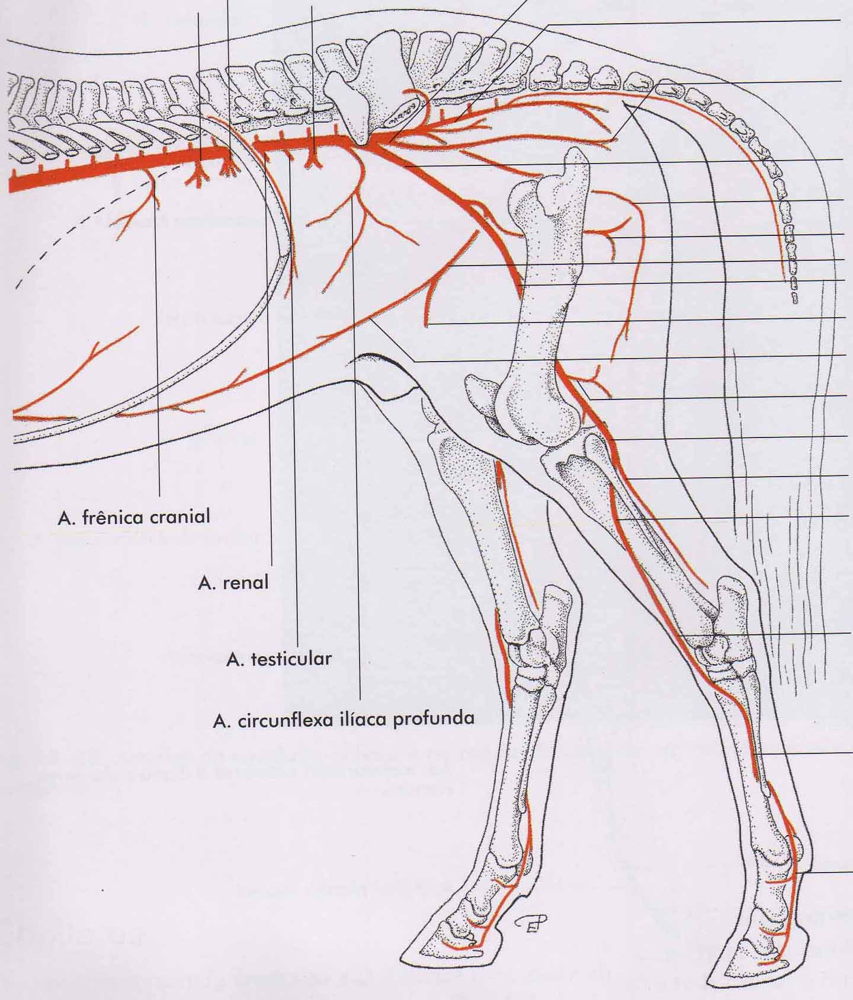 A. frênica cranial
A. renal
A. testicular
A. circunflexa ilíaca profunda